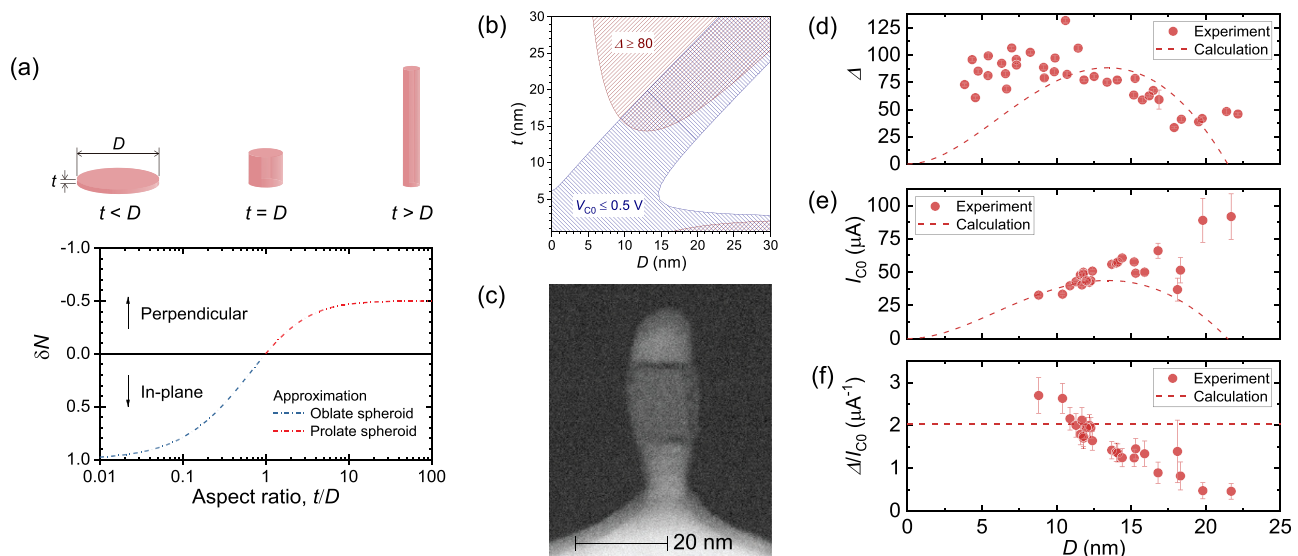 (a)
D
t
t < D
t = D
t > D
-1.0
-0.5
0.0
0.5
1.0
δN
Perpendicular
In-plane
Approximation
Oblate spheroid
Prolate spheroid
0.01 0.1 1 10 100
Aspect ratio, t/D
(b)
30
25
20
15
10
5
t (nm)
Δ ≥ 80
V_C0 ≤ 0.5 V
0 5 10 15 20 25 30
D (nm)
(c)
20 nm
(d)
125
100
75
50
25
0
Δ
Experiment
Calculation
(e)
100
75
50
25
0
I_C0 (μA)
Experiment
Calculation
(f)
3
2
1
0
Δ/I_C0 (μA⁻¹)
Experiment
Calculation
0 5 10 15 20 25
D (nm)